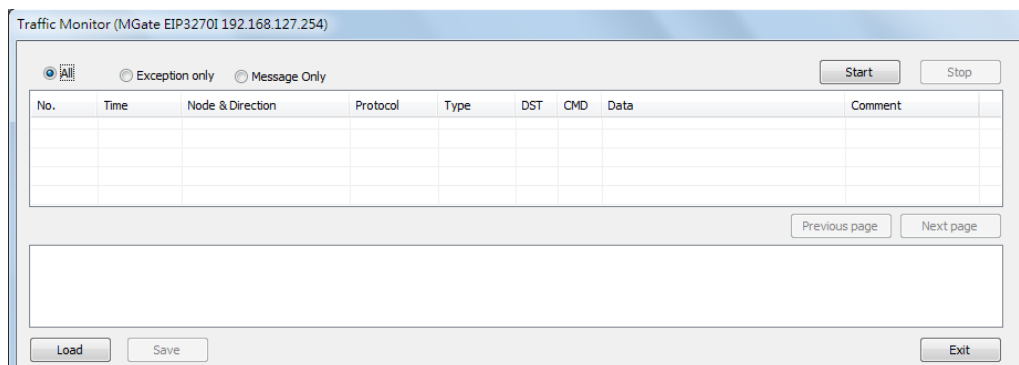 Traffic Monitor (MGate EIP3270I 192.168.127.254)
All Exception only Message Only Start Stop
No. Time Node & Direction Protocol Type DST CMD Data Comment
Previous page Next page
Load Save Exit